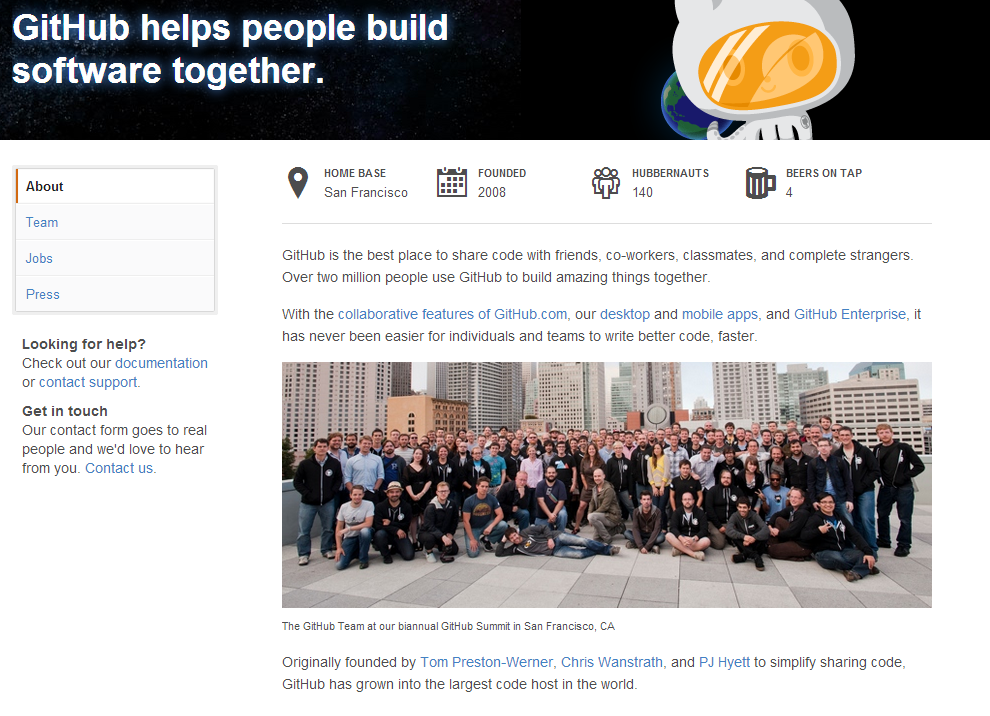 GitHub helps people build
software together.
About
Team
Jobs
Press
Looking for help?
Check out our documentation
or contact support.
Get in touch
Our contact form goes to real
people and we'd love to hear
from you. Contact us.
HOME BASE
San Francisco
FOUNDED
2008
HUBBERNAUTS
140
BEERS ON TAP
4
GitHub is the best place to share code with friends, co-workers, classmates, and complete strangers.
Over two million people use GitHub to build amazing things together.
With the collaborative features of GitHub.com, our desktop and mobile apps, and GitHub Enterprise, it
has never been easier for individuals and teams to write better code, faster.
The GitHub Team at our biannual GitHub Summit in San Francisco, CA
Originally founded by Tom Preston-Werner, Chris Wanstrath, and PJ Hyett to simplify sharing code,
GitHub has grown into the largest code host in the world.